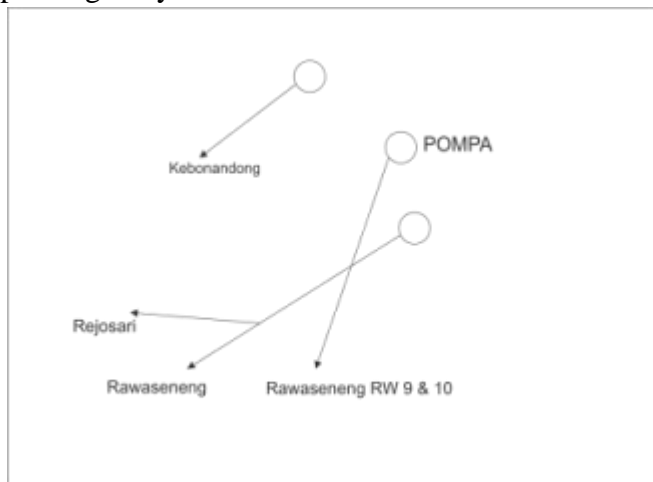 POMPA
Kebonandong
Rejosari
Rawaseneng
Rawaseneng RW 9 & 10